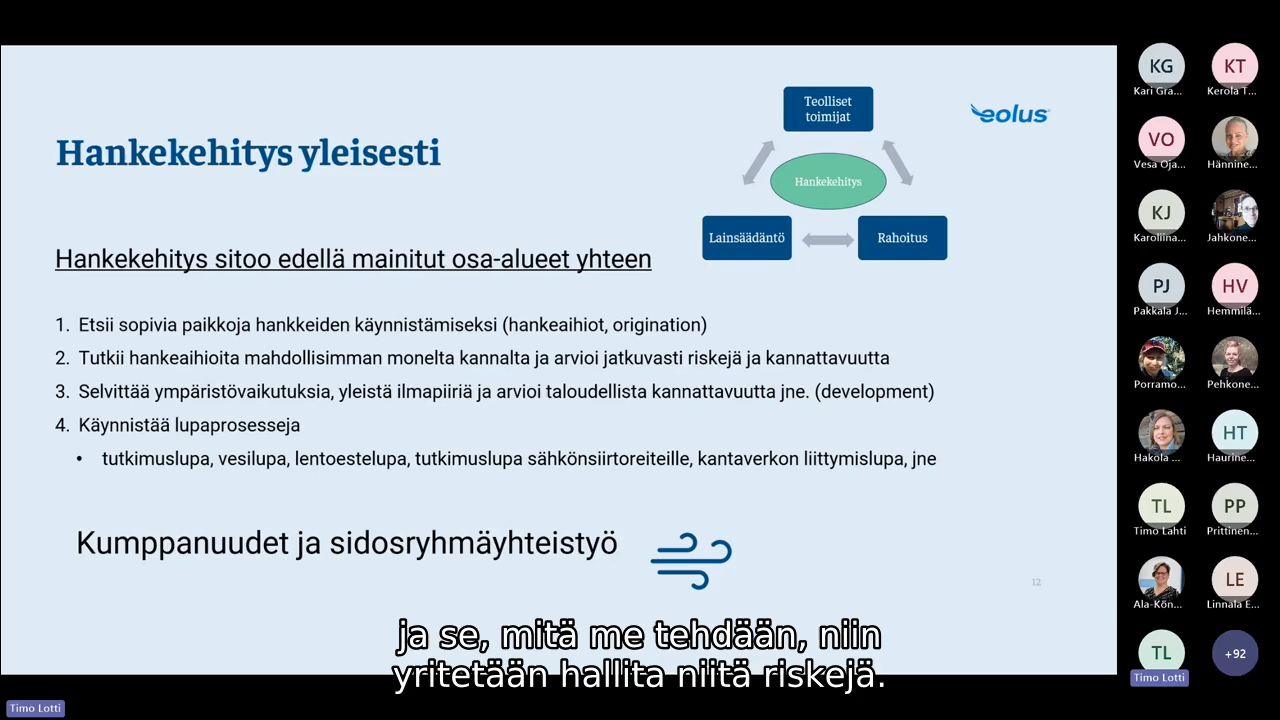 Teolliset
toimijat
eolus
Hankekehitys yleisesti
Hankekehitys
Lainsäädäntö
Rahoitus
Hankekehitys sitoo edellä mainitut osa-alueet yhteen
1. Etsii sopivia paikkoja hankkeiden käynnistämiseksi (hankeaihiot, origination)
2. Tutkii hankeaihioita mahdollisimman monelta kannalta ja arvioi jatkuvasti riskejä ja kannattavuutta
3. Selvittää ympäristövaikutuksia, yleistä ilmapiiriä ja arvioi taloudellista kannattavuutta jne. (development)
4. Käynnistää lupaprosesseja
• tutkimuslupa, vesilupa, lentoestelupa, tutkimuslupa sähkönsiirtoreiteille, kantaverkon liittymislupa, jne
Kumppanuudet ja sidosryhmäyhteistyö
12
ja se, mitä me tehdään, niin
yritetään hallita niitä riskejä.
Timo Lotti
KG
Kari Gra...
KT
Kerola T...
VO
Vesa Oja...
Hännine...
KJ
Karoliina...
Jahkone...
PJ
Pakkala J...
HV
Hemmilä...
Porramo...
Pehkone...
Hakola ...
HT
Haurine...
TL
Timo Lahti
PP
Prittinen...
Ala-Kön...
LE
Linnala E...
TL
Timo Lotti
+92